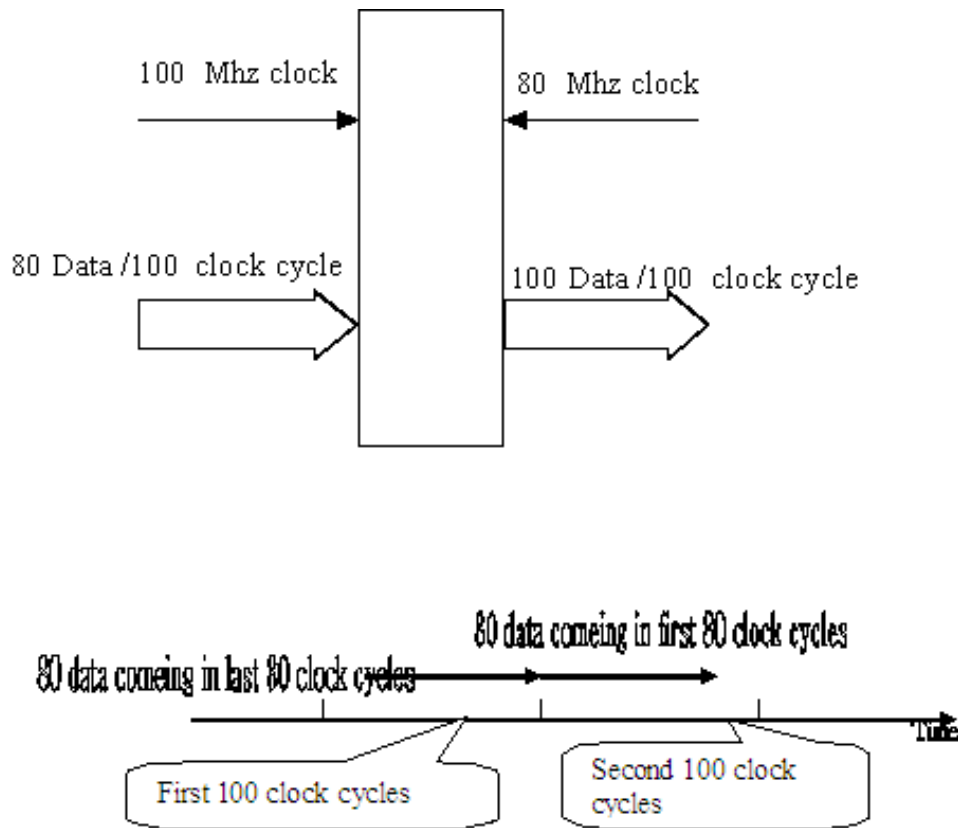 100 Mhz clock
80 Mhz clock
80 Data /100 clock cycle
100 Data /100 clock cycle
80 data comeing in first 80 clock cycles
80 data comeing in last 80 clock cycles
Time
First 100 clock cycles
Second 100 clock
cycles